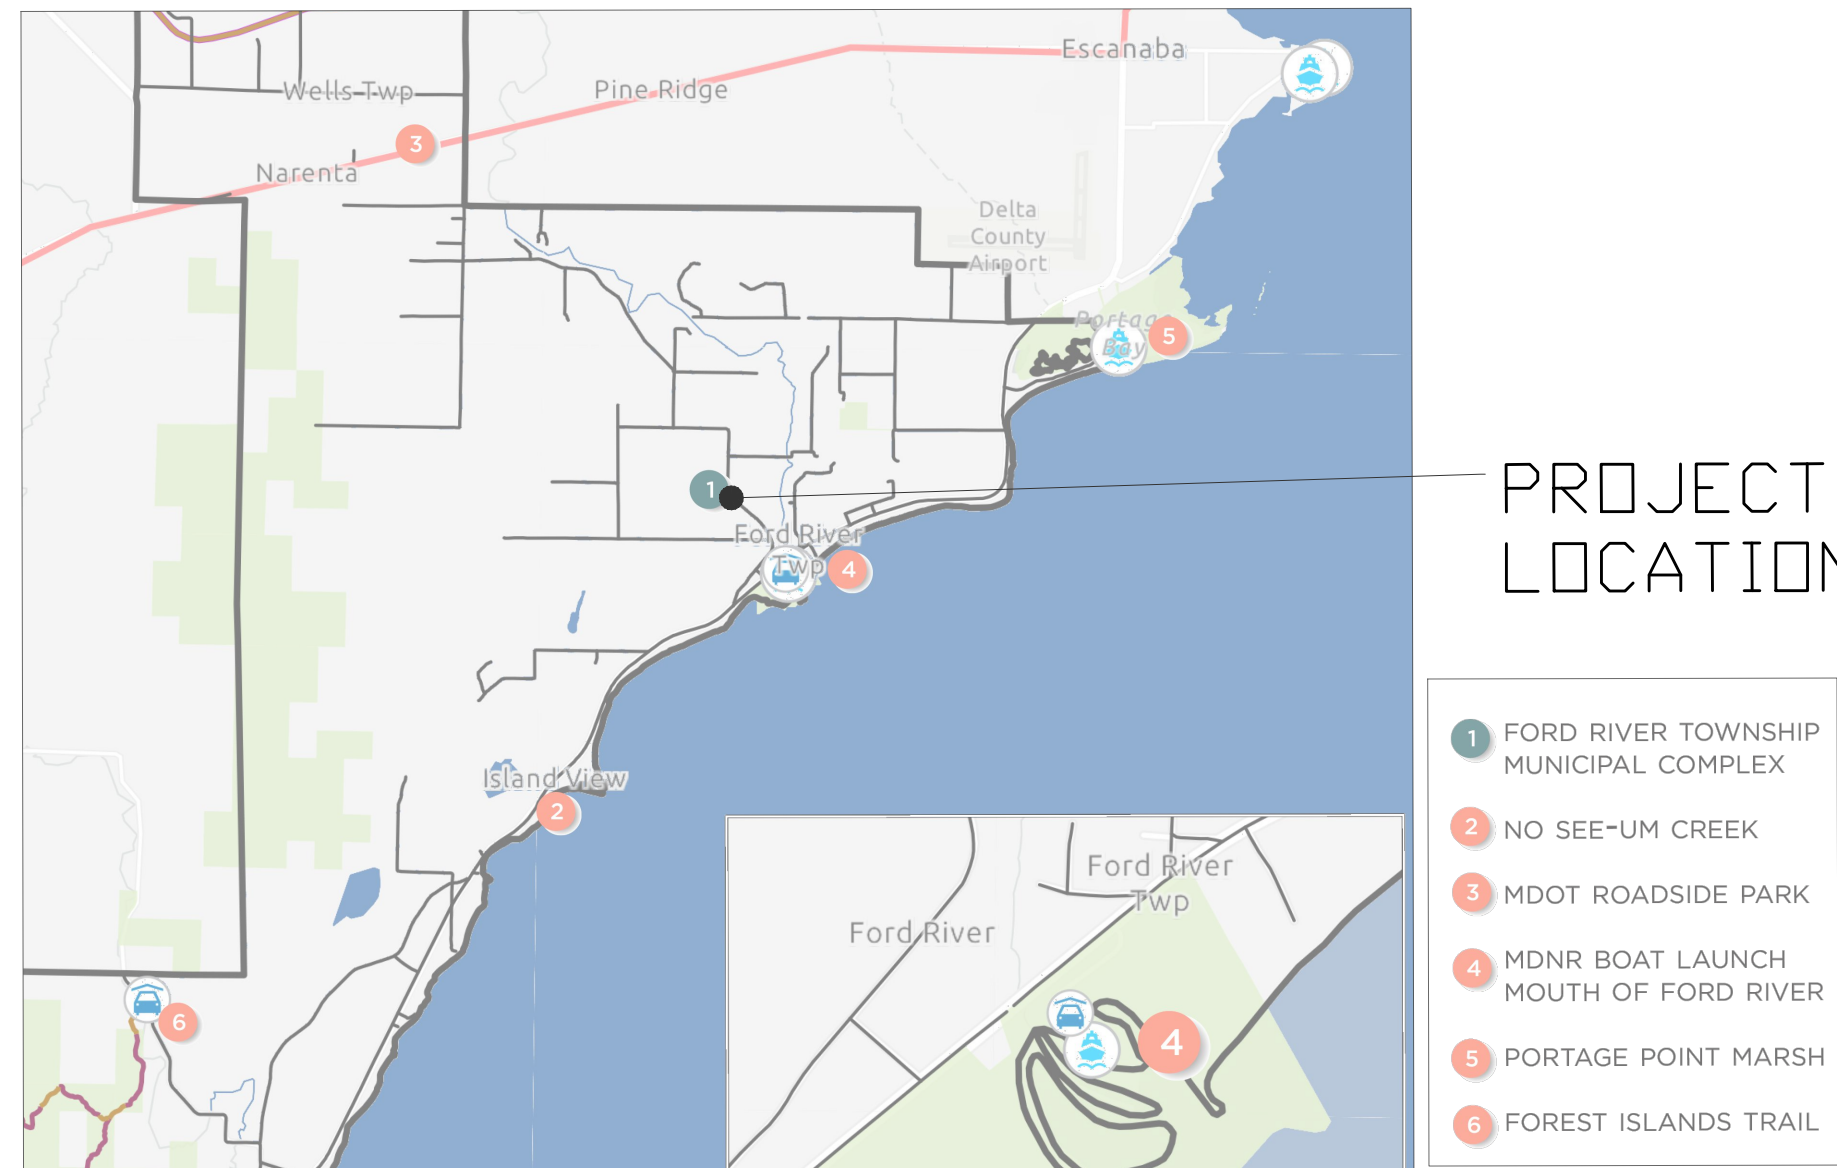 Escanaba
Wells Twp
Pine Ridge
3
Narenta
Delta
County
Airport
Portage
Bay
5
1
PROJECT
LOCATION
Ford River
Twp
4
Island View
2
6
Ford River
Twp
Ford River
4
1 FORD RIVER TOWNSHIP
MUNICIPAL COMPLEX
2 NO SEE-UM CREEK
3 MDOT ROADSIDE PARK
4 MDNR BOAT LAUNCH
MOUTH OF FORD RIVER
5 PORTAGE POINT MARSH
6 FOREST ISLANDS TRAIL